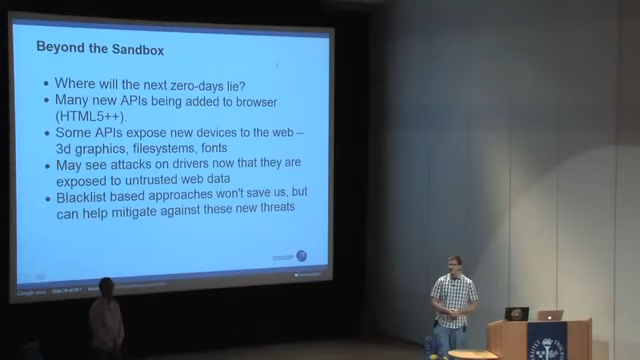 Beyond the Sandbox
• Where will the next zero-days lie?
• Many new APIs being added to browser
(HTML5++).
• Some APIs expose new devices to the web –
3d graphics, filesystems, fonts
• May see attacks on drivers now that they are
exposed to untrusted web data
• Blacklist based approaches won't save us, but
can help mitigate against these new threats
OWASP